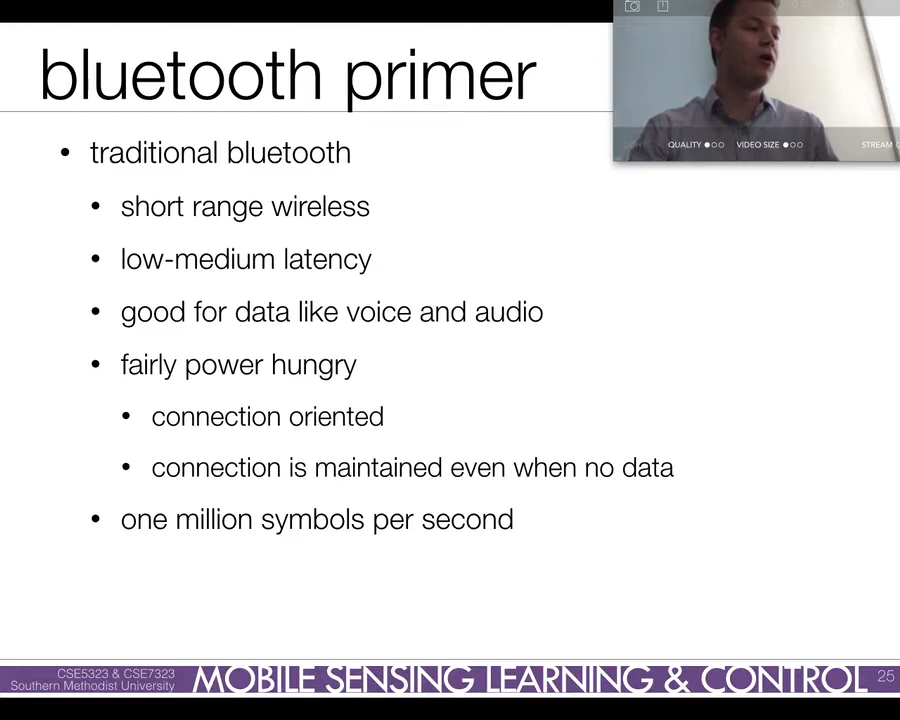 bluetooth primer
QUALITY
VIDEO SIZE
STREAM
• traditional bluetooth
• short range wireless
• low-medium latency
• good for data like voice and audio
• fairly power hungry
• connection oriented
• connection is maintained even when no data
• one million symbols per second
CSE5323 & CSE7323
Southern Methodist University
MOBILE SENSING LEARNING & CONTROL
25